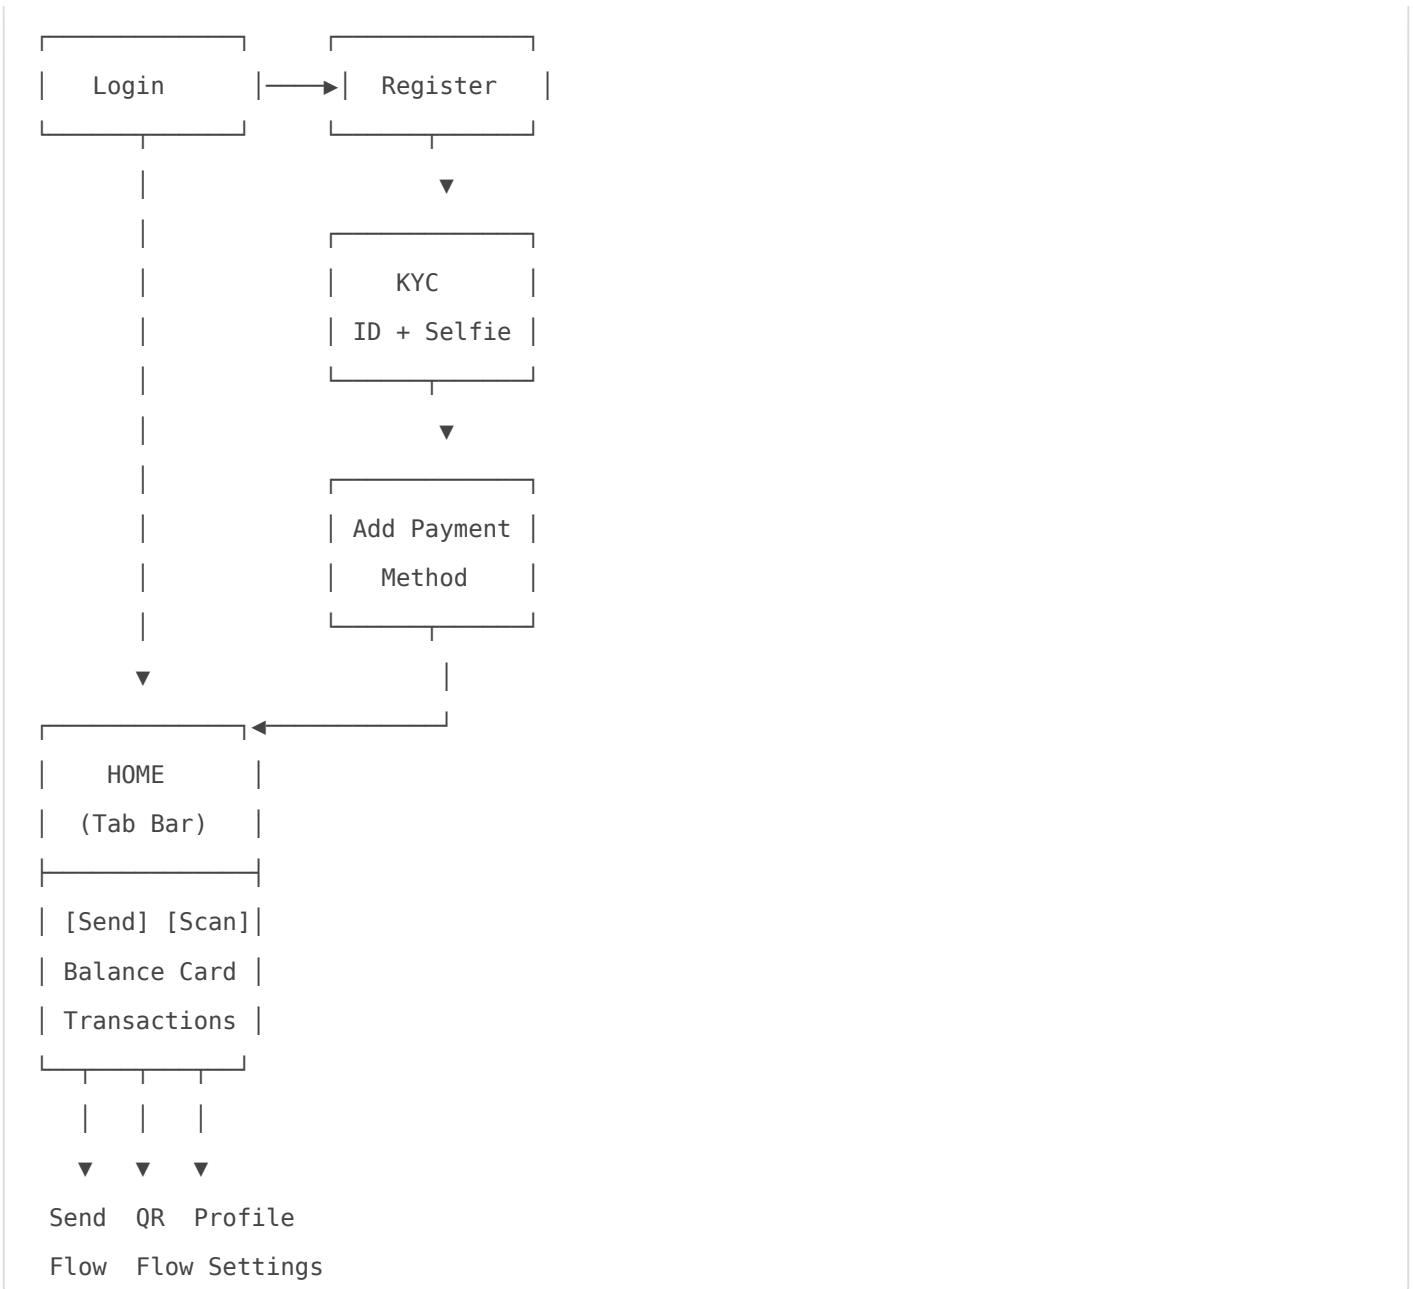 Login Register
KYC
ID + Selfie
Add Payment
Method
HOME
(Tab Bar)
[Send] [Scan]
Balance Card
Transactions
Send QR Profile
Flow Flow Settings